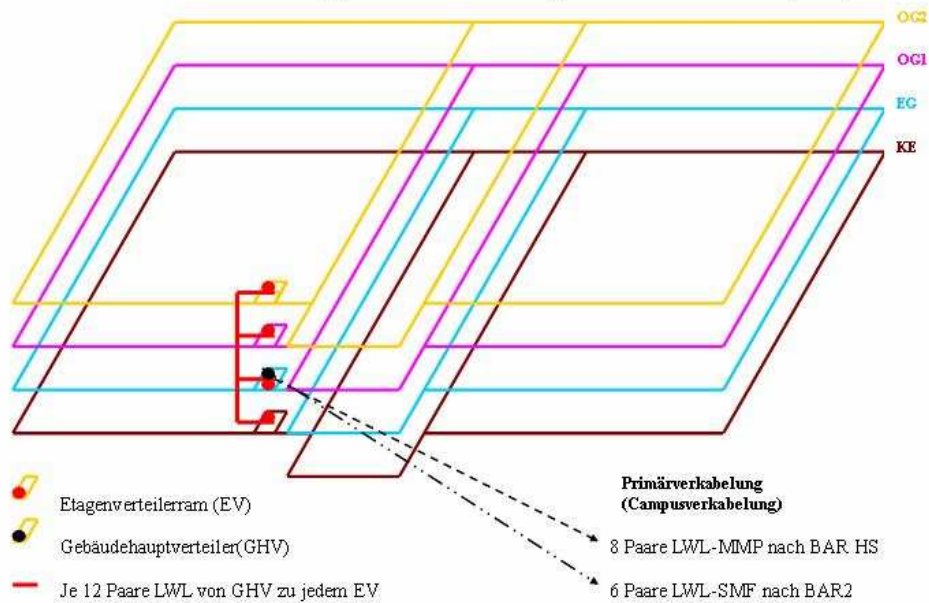 OG2
OG1
EG
KE
Etagenverteilerram (EV)
Gebäudehauptverteiler(GHV)
Je 12 Paare LWL von GHV zu jedem EV
Primärverkabelung
(Campusverkabelung)
8 Paare LWL-MMP nach BAR HS
6 Paare LWL-SMF nach BAR2